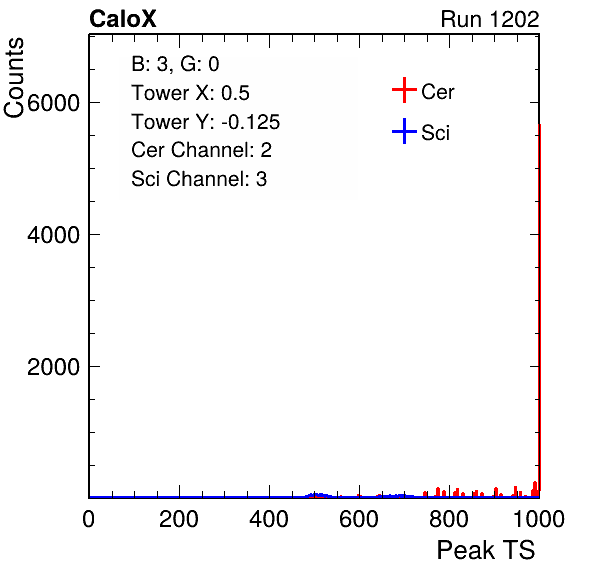 CaloX Run 1202
Counts
B: 3, G: 0
Tower X: 0.5
Tower Y: -0.125
Cer Channel: 2
Sci Channel: 3
Cer
Sci
6000
4000
2000
0 200 400 600 800 1000
Peak TS